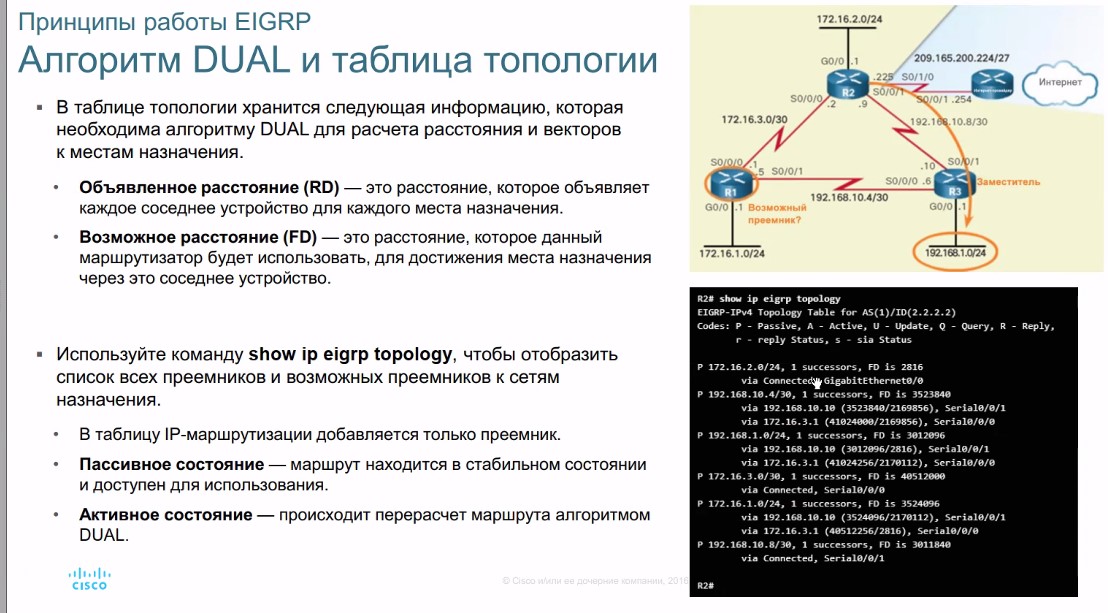 Принципы работы EIGRP
Алгоритм DUAL и таблица топологии
В таблице топологии хранится следующая информация, которая
необходима алгоритму DUAL для расчета расстояния и векторов
к местам назначения.
Объявленное расстояние (RD) — это расстояние, которое объявляет
каждое соседнее устройство для каждого места назначения.
Возможное расстояние (FD) — это расстояние, которое данный
маршрутизатор будет использовать, для достижения места назначения
через это соседнее устройство.
Используйте команду show ip eigrp topology, чтобы отобразить
список всех преемников и возможных преемников к сетям
назначения.
В таблицу IP-маршрутизации добавляется только преемник.
Пассивное состояние — маршрут находится в стабильном состоянии
и доступен для использования.
Активное состояние — происходит перерасчет маршрута алгоритмом
DUAL.
CISCO
© Cisco и/или ее дочерние компании, 2016
172.16.2.0/24
209.165.200.224/27
G0/0 .1
.225 S0/1/0
Интернет
R2
S0/0/1
S0/0/0 .2
.9
S0/0/1 .254
172.16.3.0/30
192.168.10.8/30
S0/0/0 .1
.10 S0/0/1
.5 S0/0/1
S0/0/0 .6
R1
R3
Заместитель
192.168.10.4/30
G0/0 .1
Возможный
преемник?
G0/0 .1
172.16.1.0/24
192.168.1.0/24
R2# show ip eigrp topology
EIGRP-IPv4 Topology Table for AS(1)/ID(2.2.2.2)
Codes: P - Passive, A - Active, U - Update, Q - Query, R - Reply,
r - reply Status, s - sia Status
P 172.16.2.0/24, 1 successors, FD is 2816
via Connected, GigabitEthernet0/0
P 192.168.10.4/30, 1 successors, FD is 3523840
via 192.168.10.10 (3523840/2169856), Serial0/0/1
via 172.16.3.1 (41024000/2169856), Serial0/0/0
P 192.168.1.0/24, 1 successors, FD is 3012096
via 192.168.10.10 (3012096/2816), Serial0/0/1
via 172.16.3.1 (41024256/2170112), Serial0/0/0
P 172.16.3.0/30, 1 successors, FD is 40512000
via Connected, Serial0/0/0
P 172.16.1.0/24, 1 successors, FD is 3524096
via 192.168.10.10 (3524096/2170112), Serial0/0/1
via 172.16.3.1 (40512256/2816), Serial0/0/0
P 192.168.10.8/30, 1 successors, FD is 3011840
via Connected, Serial0/0/1
R2#